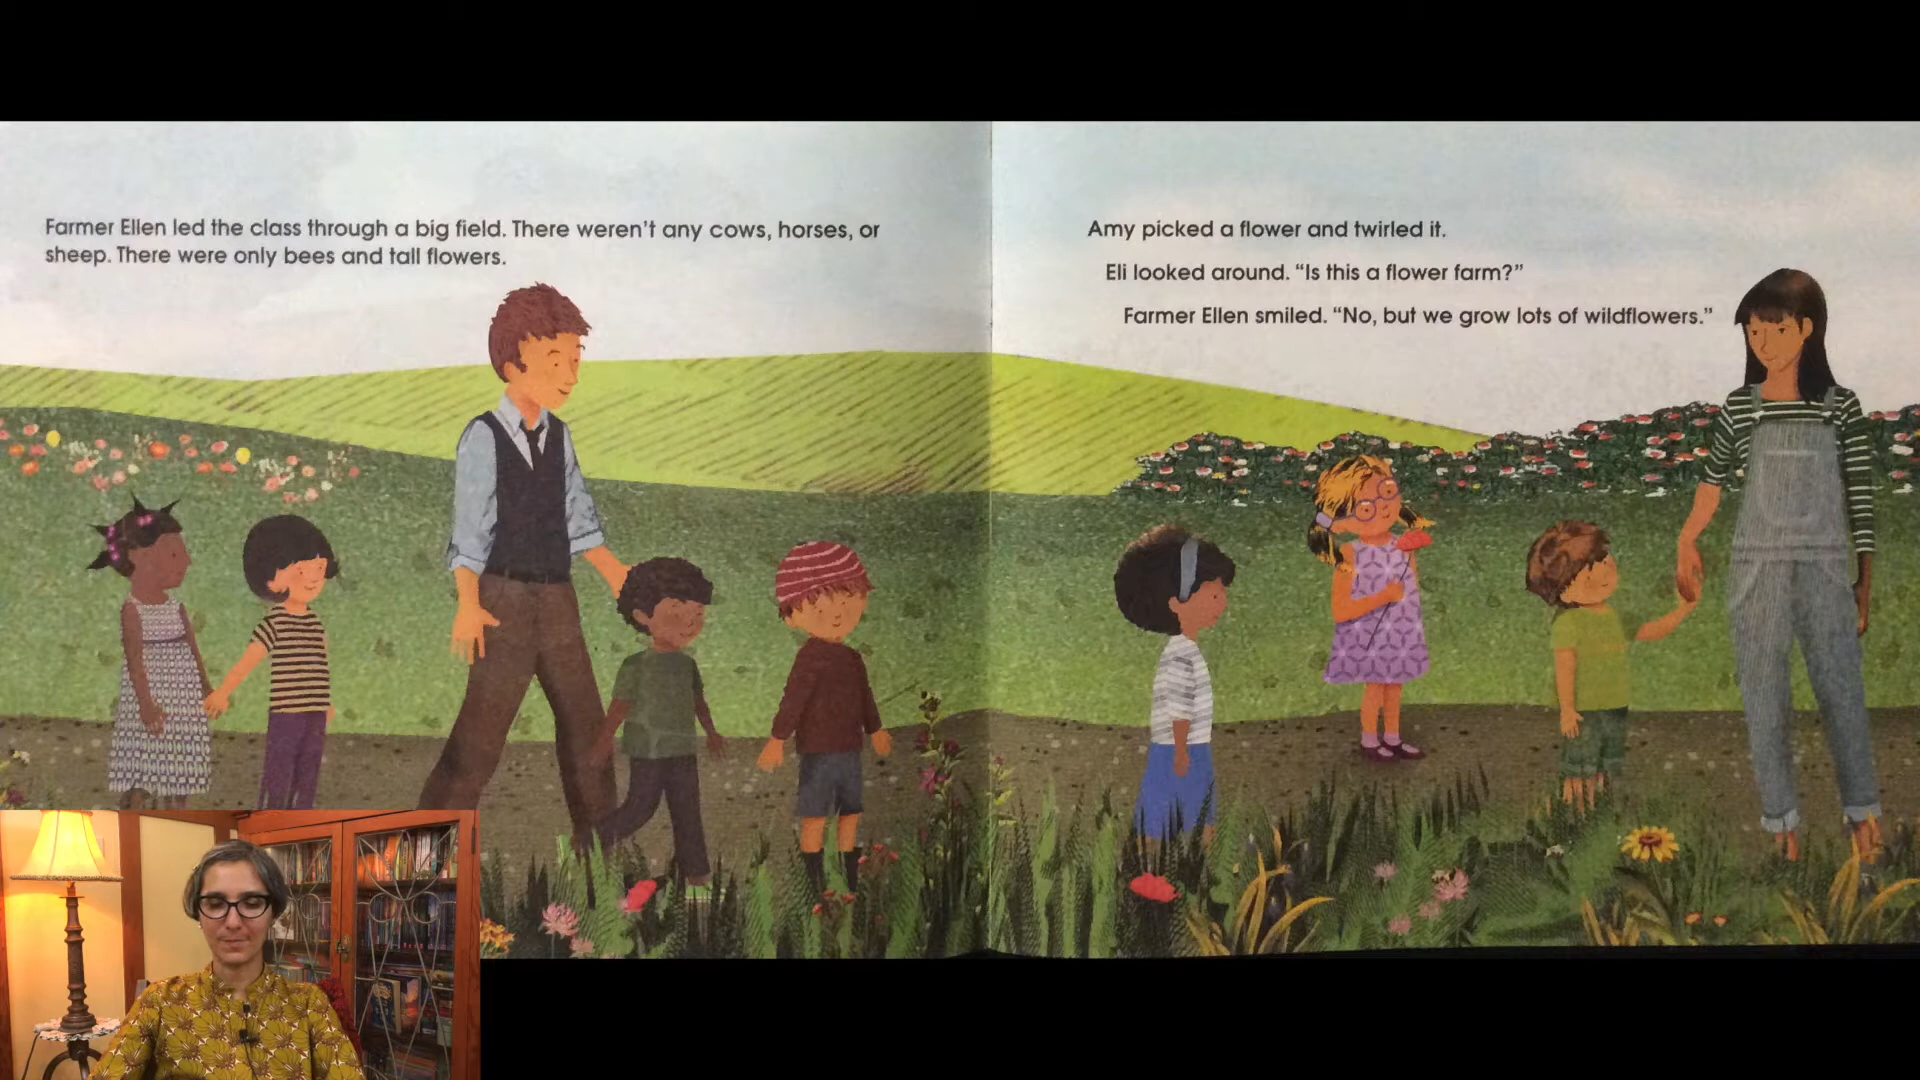 Farmer Ellen led the class through a big field. There weren't any cows, horses, or
sheep. There were only bees and tall flowers.
Amy picked a flower and twirled it.
Eli looked around. “Is this a flower farm?”
Farmer Ellen smiled. “No, but we grow lots of wildflowers.”